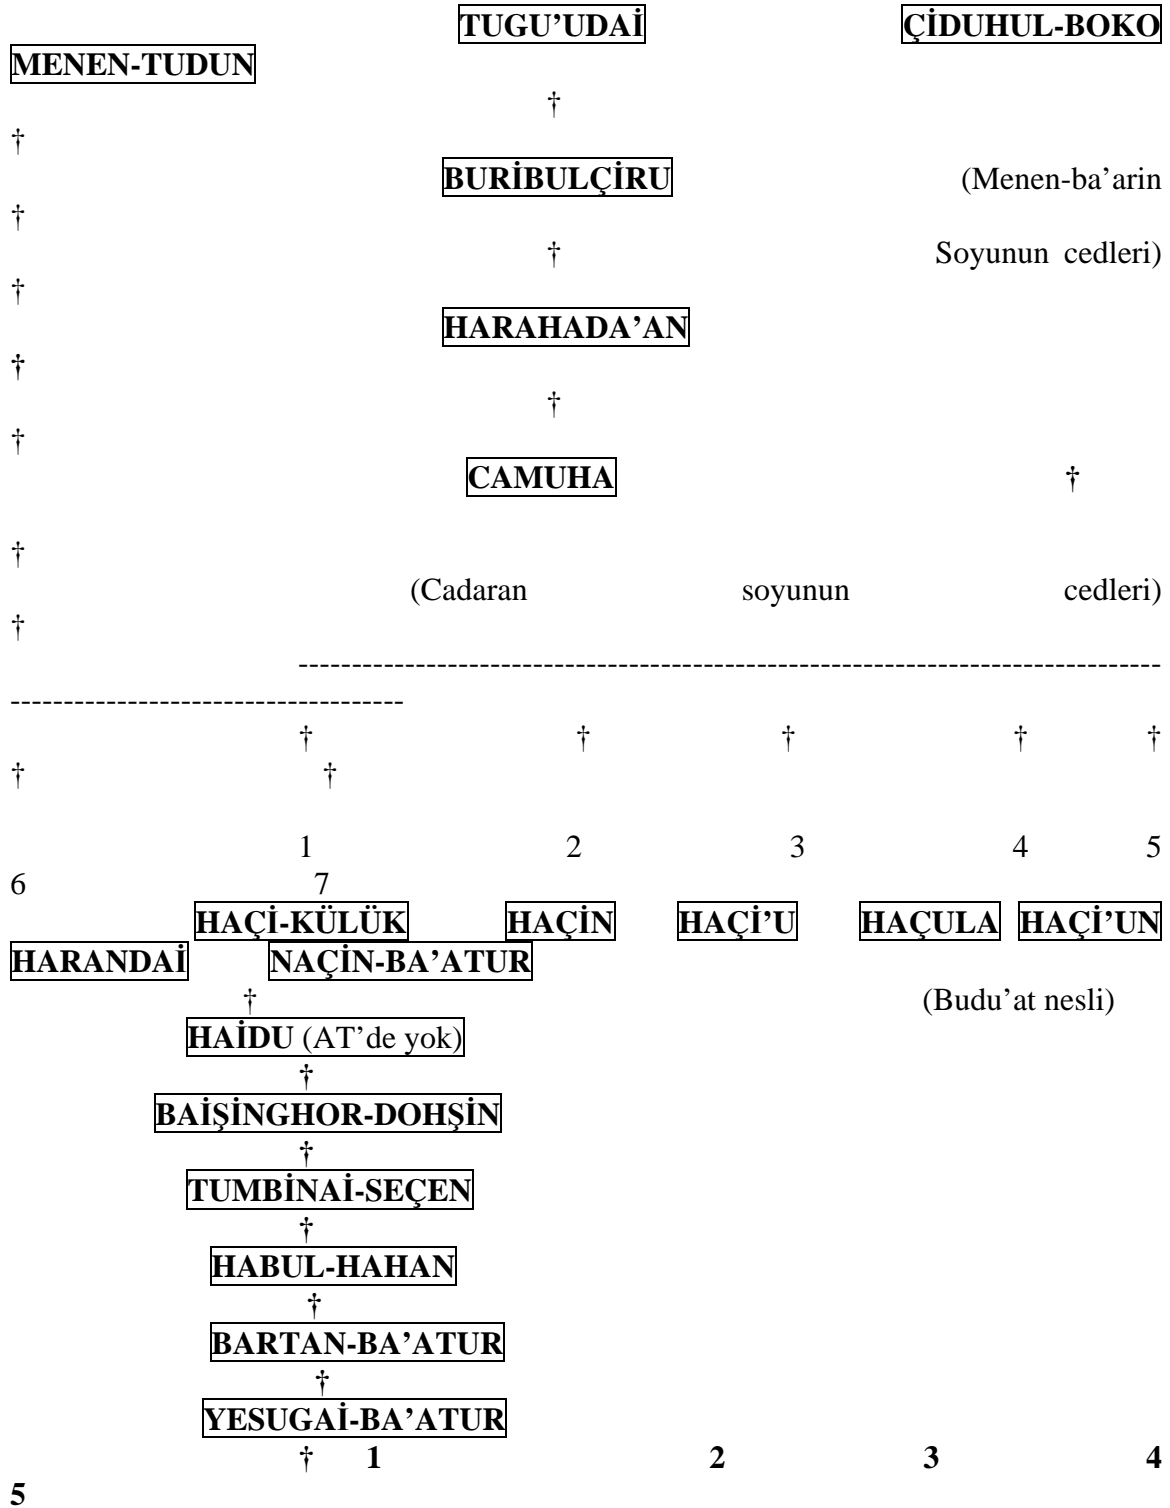 TUGU’UDAİ ÇİDUHUL-BOKO
MENEN-TUDUN
†
†
BURİBULÇİRU (Menen-ba’arin
†
† Soyunun cedleri)
†
HARAHADA’AN
†
†
†
CAMUHA †
†
(Cadaran soyunun cedleri)
†
---------------------------------------------------------------------------------
-------------------------------------
† † † † †
† †
1 2 3 4 5
6 7
HAÇİ-KÜLÜK HAÇİN HAÇİ’U HAÇULA HAÇİ’UN
HARANDAİ NAÇİN-BA’ATUR
† (Budu’at nesli)
HAİDU (AT’de yok)
†
BAİŞİNGHOR-DOHŞİN
†
TUMBİNAİ-SEÇEN
†
HABUL-HAHAN
†
BARTAN-BA’ATUR
†
YESUGAİ-BA’ATUR
† 1 2 3 4
5